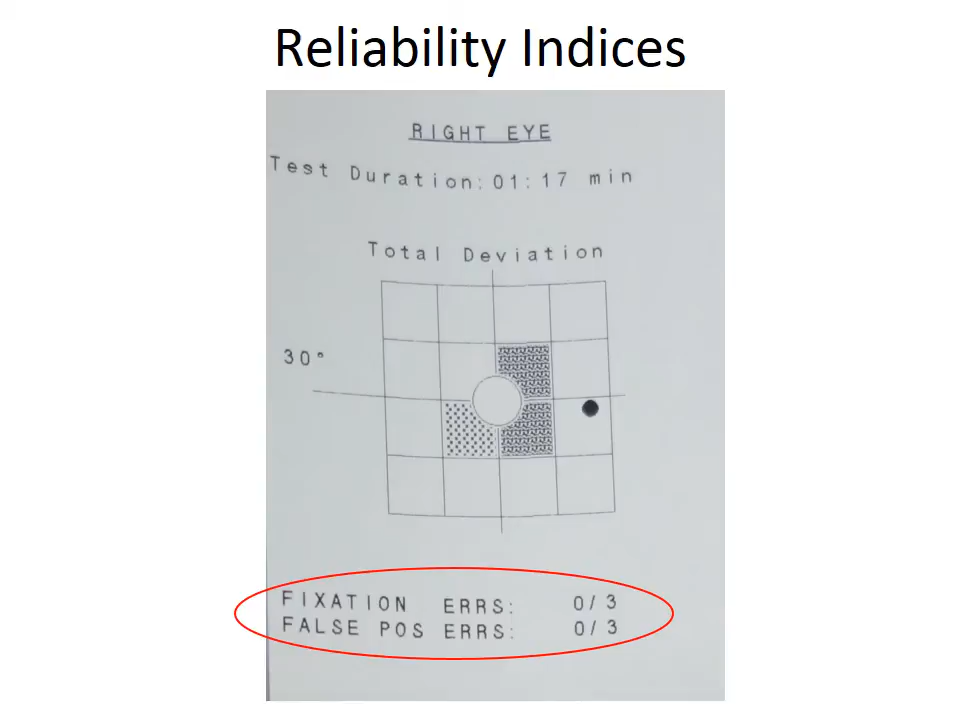 Reliability Indices
RIGHT EYE
Test Duration:01:17 min
Total Deviation
30°
FIXATION ERRS: 0/3
FALSE POS ERRS: 0/3